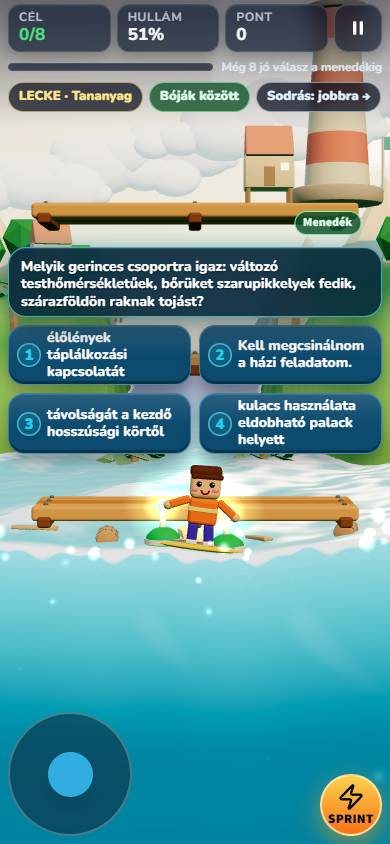 CÉL
0/8
HULLÁM
51%
PONT
0
Még 8 jó válasz a menedékig
LECKE · Tananyag
Bóják között
Sodrás: jobbra →
Menedék
Melyik gerinces csoportra igaz: változó
testhőmérsékletűek, bőrüket szarupikkelyek fedik,
szárazföldön raknak tojást?
1
élőlények
táplálkozási
kapcsolatát
2
Kell megcsinálnom
a házi feladatom.
3
távolságát a kezdő
hosszúsági körtől
4
kulacs használata
eldobható palack
helyett
SPRINT